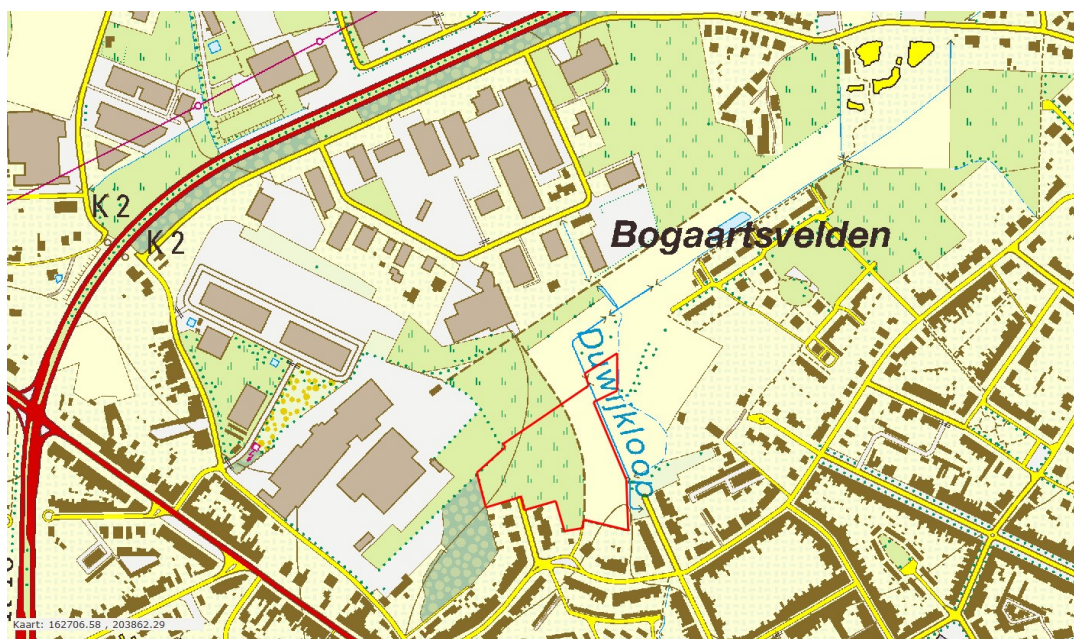 K 2
K 2
Bogaartsvelden
Duwijkloop
Kaart: 162706.58 , 203862.29